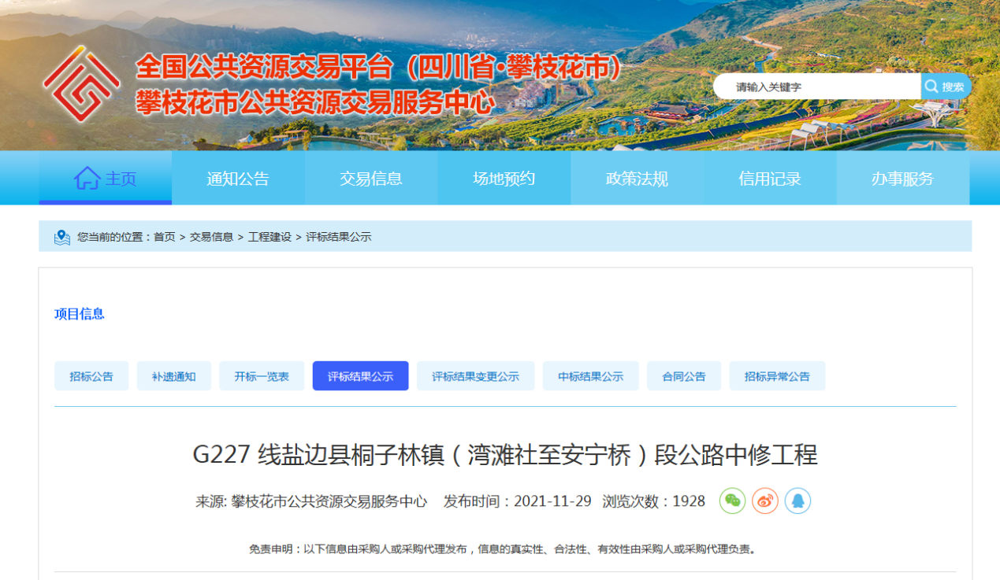 全国公共资源交易平台（四川省·攀枝花市）
攀枝花市公共资源交易服务中心
请输入关键字 搜索
主页 通知公告 交易信息 场地预约 政策法规 信用记录 办事服务
您当前的位置：首页 > 交易信息 > 工程建设 > 评标结果公示
项目信息
招标公告 补遗通知 开标一览表 评标结果公示 评标结果变更公示 中标结果公示 合同公告 招标异常公告
G227 线盐边县桐子林镇（湾滩社至安宁桥）段公路中修工程
来源: 攀枝花市公共资源交易服务中心 发布时间：2021-11-29 浏览次数：1928
免责申明：以下信息由采购人或采购代理发布，信息的真实性、合法性、有效性由采购人或采购代理负责。